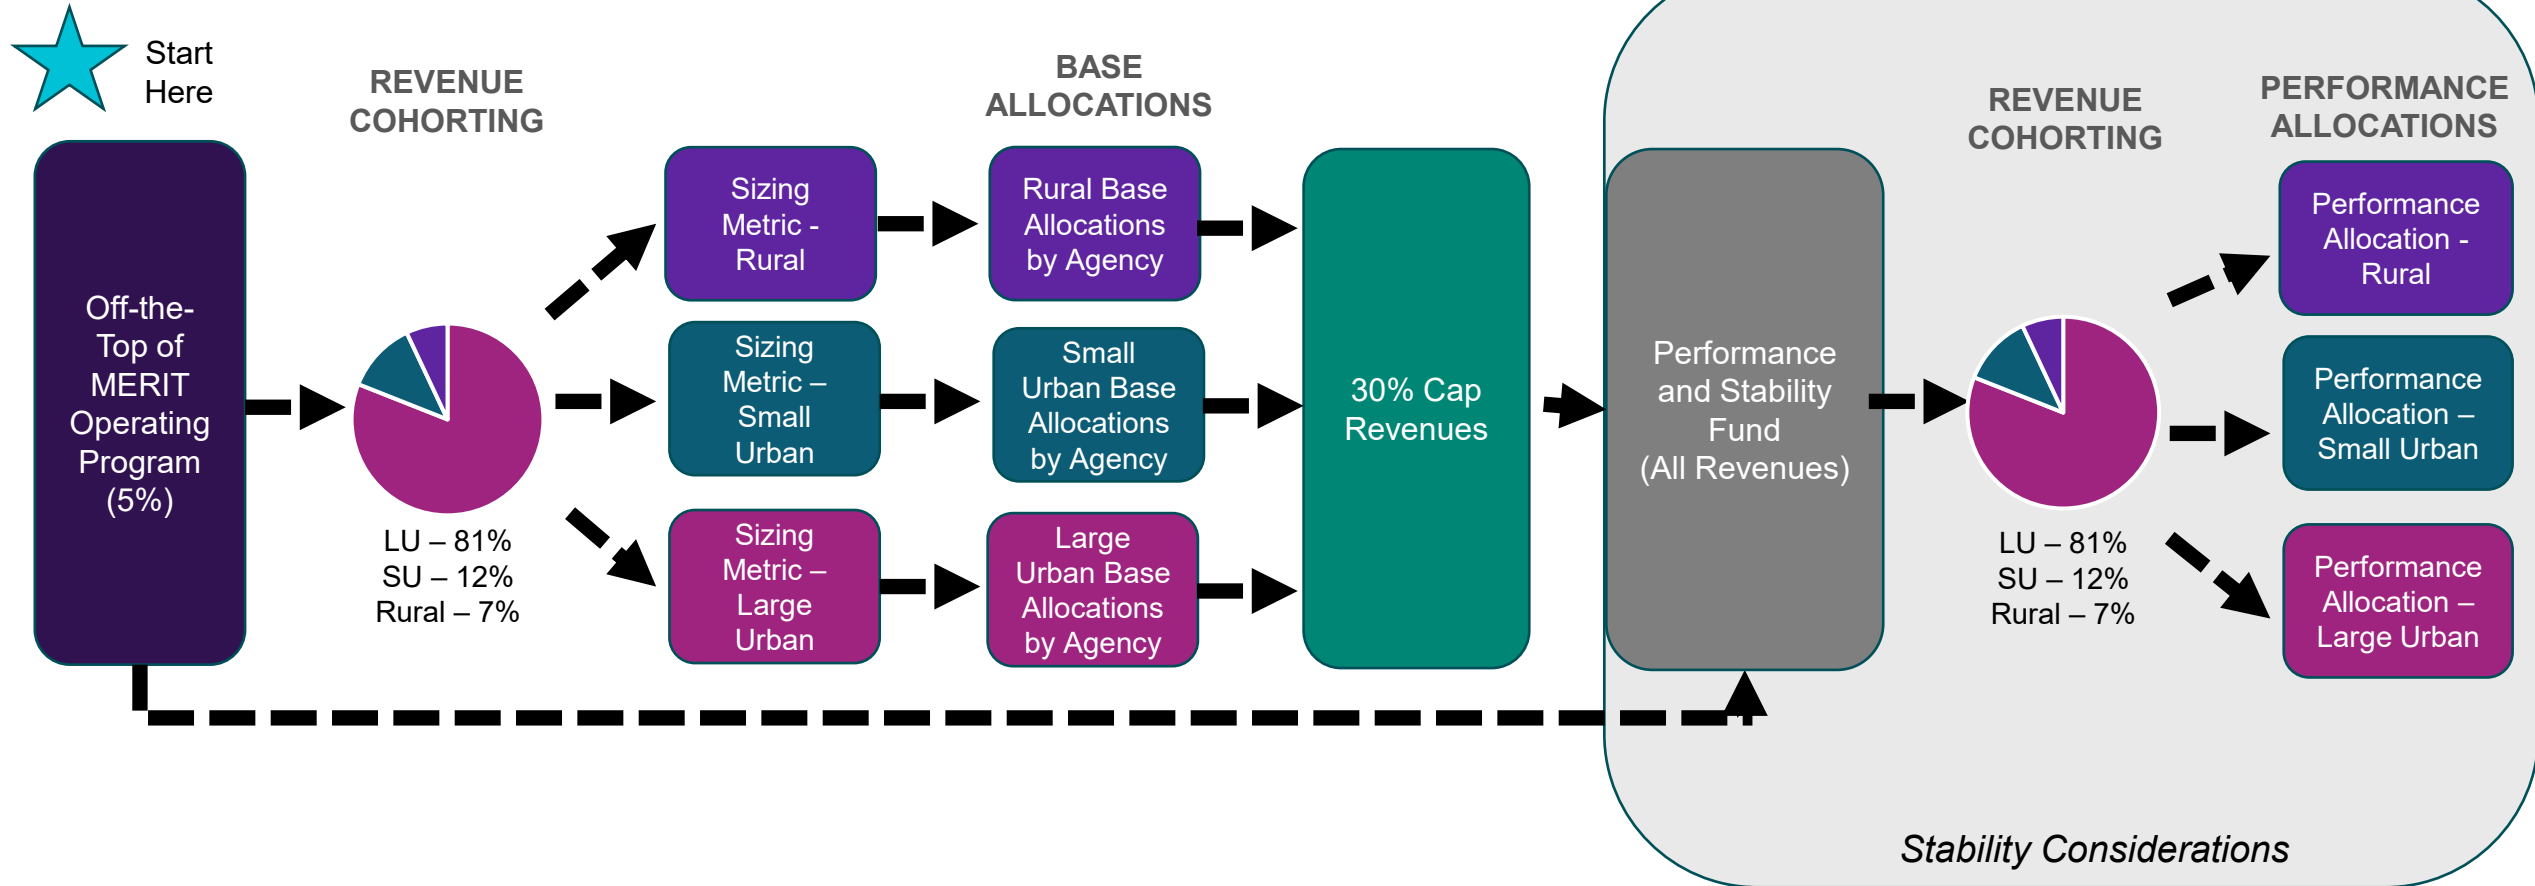 Start
Here
Off-the-
Top of
MERIT
Operating
Program
(5%)
REVENUE
COHORTING
LU – 81%
SU – 12%
Rural – 7%
Sizing
Metric -
Rural
Sizing
Metric –
Small
Urban
Sizing
Metric –
Large
Urban
BASE
ALLOCATIONS
Rural Base
Allocations
by Agency
Small
Urban Base
Allocations
by Agency
Large
Urban Base
Allocations
by Agency
30% Cap
Revenues
Performance
and Stability
Fund
(All Revenues)
REVENUE
COHORTING
LU – 81%
SU – 12%
Rural – 7%
PERFORMANCE
ALLOCATIONS
Performance
Allocation -
Rural
Performance
Allocation –
Small Urban
Performance
Allocation –
Large Urban
Stability Considerations